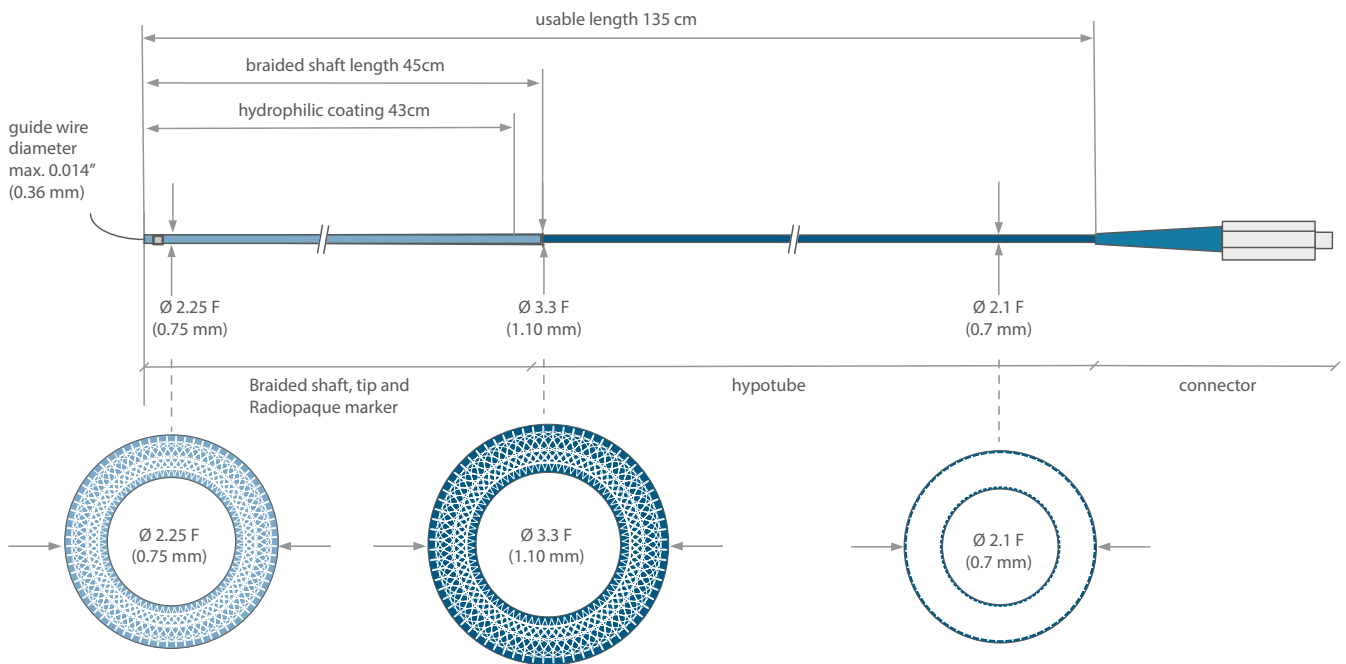 usable length 135 cm
braided shaft length 45cm
hydrophilic coating 43cm
guide wire
diameter
max. 0.014”
(0.36 mm)
Ø 2.25 F
(0.75 mm)
Ø 3.3 F
(1.10 mm)
Ø 2.1 F
(0.7 mm)
Braided shaft, tip and
Radiopaque marker
hypotube
connector
Ø 2.25 F
(0.75 mm)
Ø 3.3 F
(1.10 mm)
Ø 2.1 F
(0.7 mm)